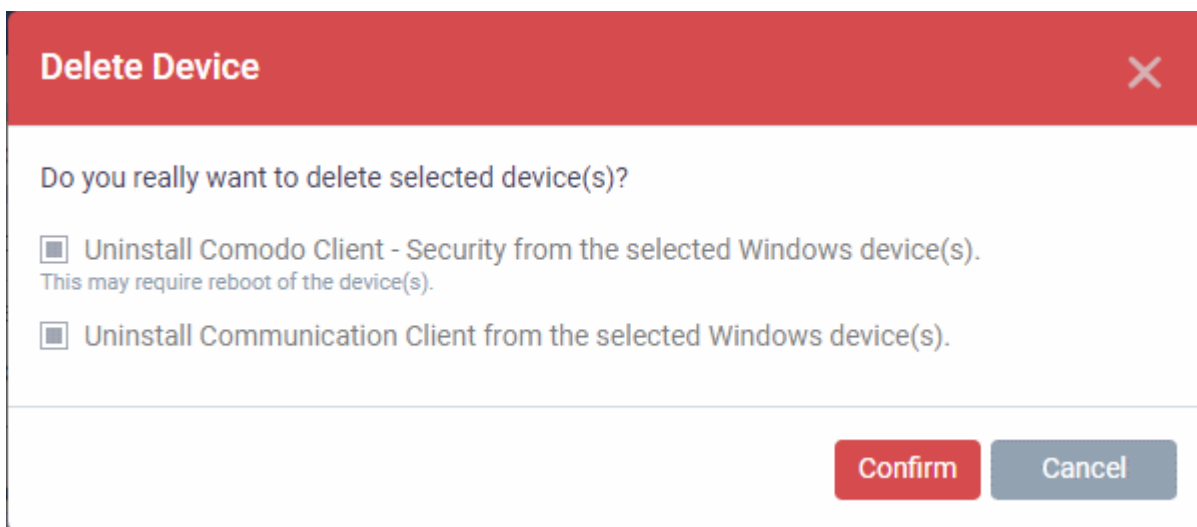 Delete Device
Do you really want to delete selected device(s)?
Uninstall Comodo Client - Security from the selected Windows device(s).
This may require reboot of the device(s).
Uninstall Communication Client from the selected Windows device(s).
Confirm
Cancel